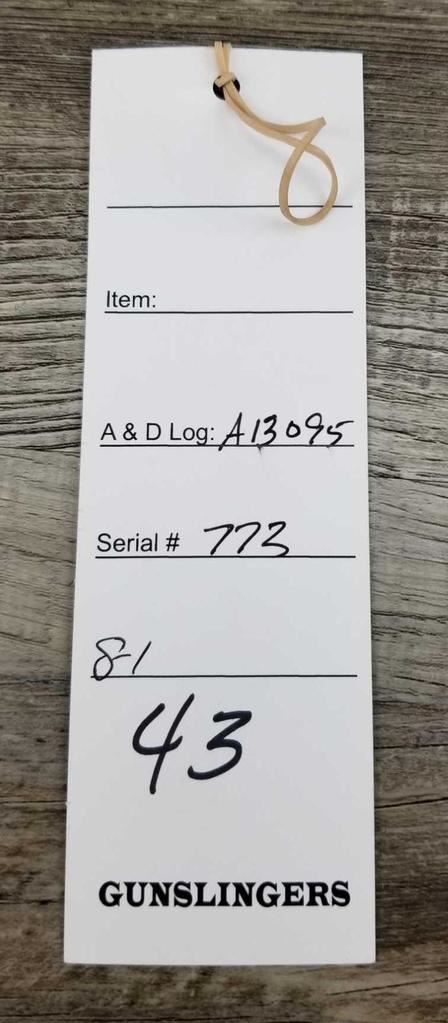 Item:
A & D Log: A13095
Serial # 773
8-1
43
GUNSLINGERS